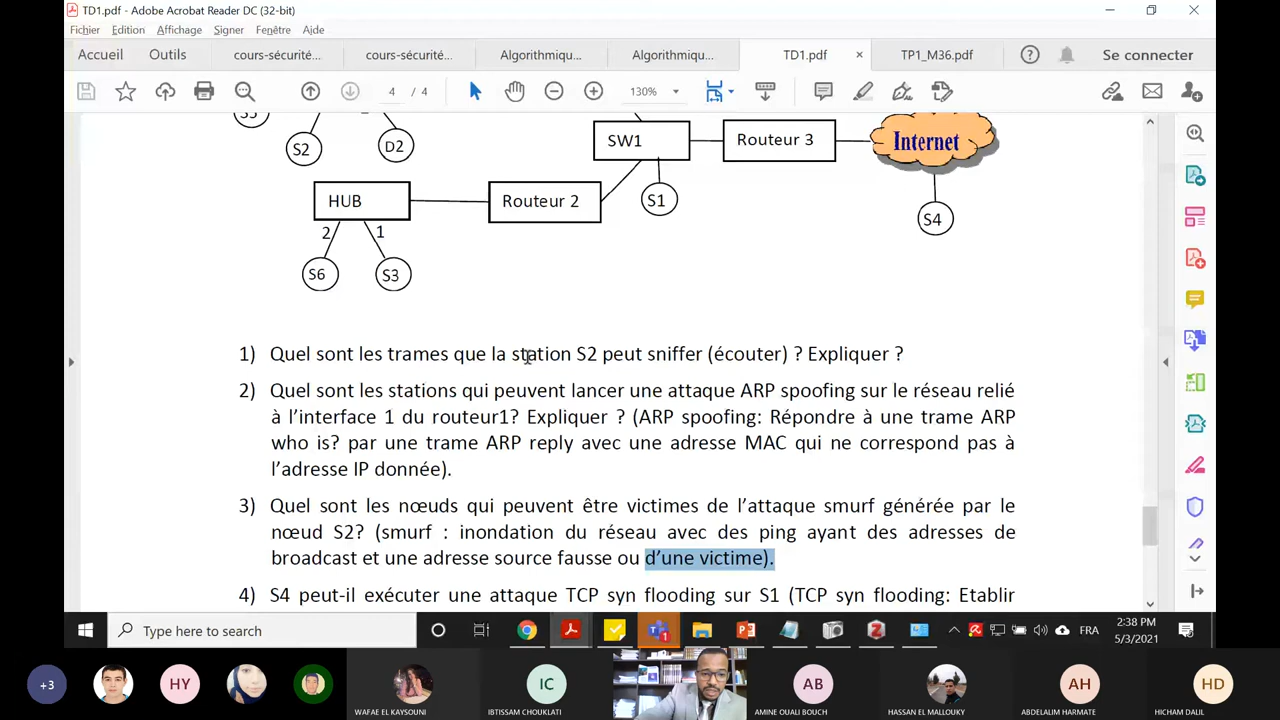 TD1.pdf - Adobe Acrobat Reader DC (32-bit)
Fichier Edition Affichage Signer Fenêtre Aide
Accueil Outils cours-sécurité... cours-sécurité... Algorithmiqu... Algorithmiqu... TD1.pdf × TP1_M36.pdf Se connecter
4 / 4 130%
S2 D2 SW1 Routeur 3 Internet
HUB Routeur 2 S1 S4
2 1
S6 S3
1) Quel sont les trames que la station S2 peut sniffer (écouter) ? Expliquer ?
2) Quel sont les stations qui peuvent lancer une attaque ARP spoofing sur le réseau relié
à l’interface 1 du routeur1? Expliquer ? (ARP spoofing: Répondre à une trame ARP
who is? par une trame ARP reply avec une adresse MAC qui ne correspond pas à
l’adresse IP donnée).
3) Quel sont les nœuds qui peuvent être victimes de l’attaque smurf générée par le
nœud S2? (smurf : inondation du réseau avec des ping ayant des adresses de
broadcast et une adresse source fausse ou d’une victime).
4) S4 peut-il exécuter une attaque TCP syn flooding sur S1 (TCP syn flooding: Etablir
Type here to search FRA 2:38 PM
5/3/2021
+3 HY IC AB AH HD
WAFAE EL KAYSOUNI IBTISSAM CHOUKLATI AMINE OUALI BOUCH HASSAN EL MALLOUKY ABDELALIM HARMATE HICHAM DALIL